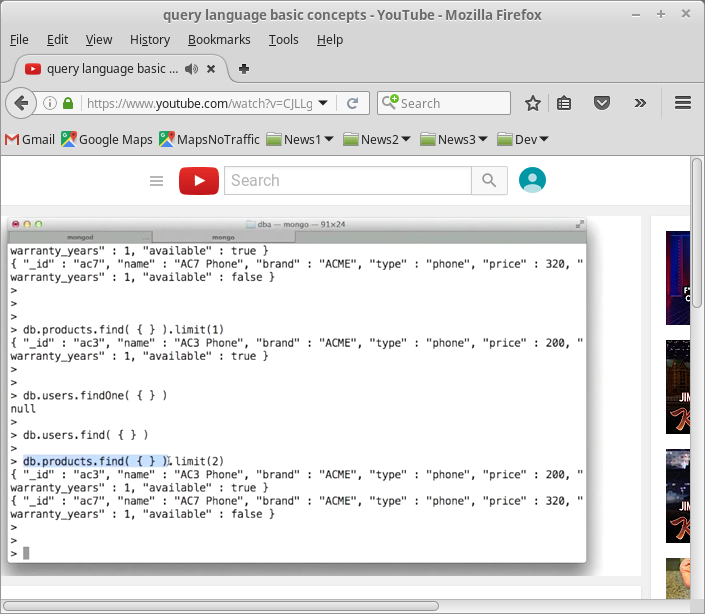 query language basic concepts - YouTube - Mozilla Firefox
File Edit View History Bookmarks Tools Help
query language basic ...
https://www.youtube.com/watch?v=CJLLg
Search
Gmail Google Maps MapsNoTraffic News1 News2 News3 Dev
Search
dba — mongo — 91×24
mongod mongo
warranty_years" : 1, "available" : true }
{ "_id" : "ac7", "name" : "AC7 Phone", "brand" : "ACME", "type" : "phone", "price" : 320, "
warranty_years" : 1, "available" : false }
>
>
>
> db.products.find( { } ).limit(1)
{ "_id" : "ac3", "name" : "AC3 Phone", "brand" : "ACME", "type" : "phone", "price" : 200, "
warranty_years" : 1, "available" : true }
>
>
> db.users.findOne( { } )
null
>
> db.users.find( { } )
>
> db.products.find( { } ).limit(2)
{ "_id" : "ac3", "name" : "AC3 Phone", "brand" : "ACME", "type" : "phone", "price" : 200, "
warranty_years" : 1, "available" : true }
{ "_id" : "ac7", "name" : "AC7 Phone", "brand" : "ACME", "type" : "phone", "price" : 320, "
warranty_years" : 1, "available" : false }
>
>
>
JIM
JIM